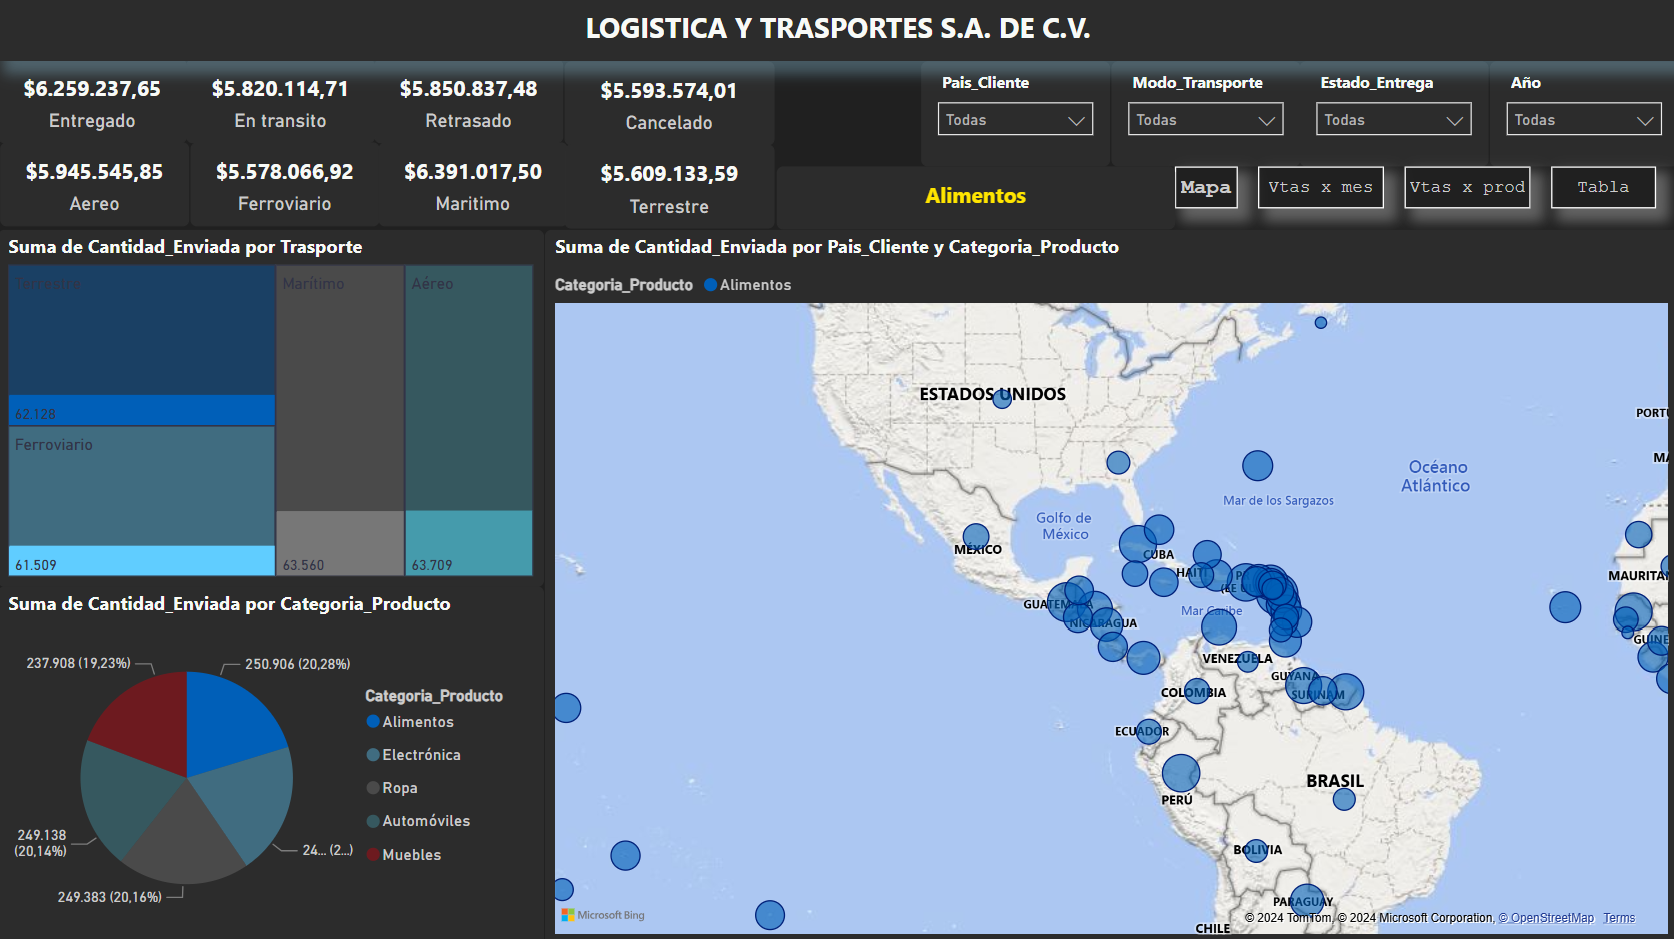 LOGISTICA Y TRASPORTES S.A. DE C.V.
$6.259.237,65
Entregado
$5.820.114,71
En transito
$5.850.837,48
Retrasado
$5.593.574,01
Cancelado
$5.945.545,85
Aereo
$5.578.066,92
Ferroviario
$6.391.017,50
Maritimo
$5.609.133,59
Terrestre
Pais_Cliente
Todas
Modo_Transporte
Todas
Estado_Entrega
Todas
Año
Todas
Alimentos
Mapa
Vtas x mes
Vtas x prod
Tabla
Suma de Cantidad_Enviada por Trasporte
Terrestre
62.128
Ferroviario
61.509
Marítimo
63.560
Aéreo
63.709
Suma de Cantidad_Enviada por Categoria_Producto
237.908 (19,23%)
250.906 (20,28%)
249.138
(20,14%)
24... (2...)
249.383 (20,16%)
Categoria_Producto
Alimentos
Electrónica
Ropa
Automóviles
Muebles
Suma de Cantidad_Enviada por Pais_Cliente y Categoria_Producto
Categoria_Producto Alimentos
ESTADOS UNIDOS
PORTU
MA
Océano
Atlántico
Mar de los Sargazos
Golfo de
México
MÉXICO
CUBA
HAITÍ
(EE
MAURITAN
GUATEMALA
Mar Caribe
NICARAGUA
GUINE
VENEZUELA
GUYANA
SURINAM
COLOMBIA
ECUADOR
BRASIL
PERÚ
BOLIVIA
PARAGUAY
CHILE
Microsoft Bing
© 2024 TomTom, © 2024 Microsoft Corporation, © OpenStreetMap Terms